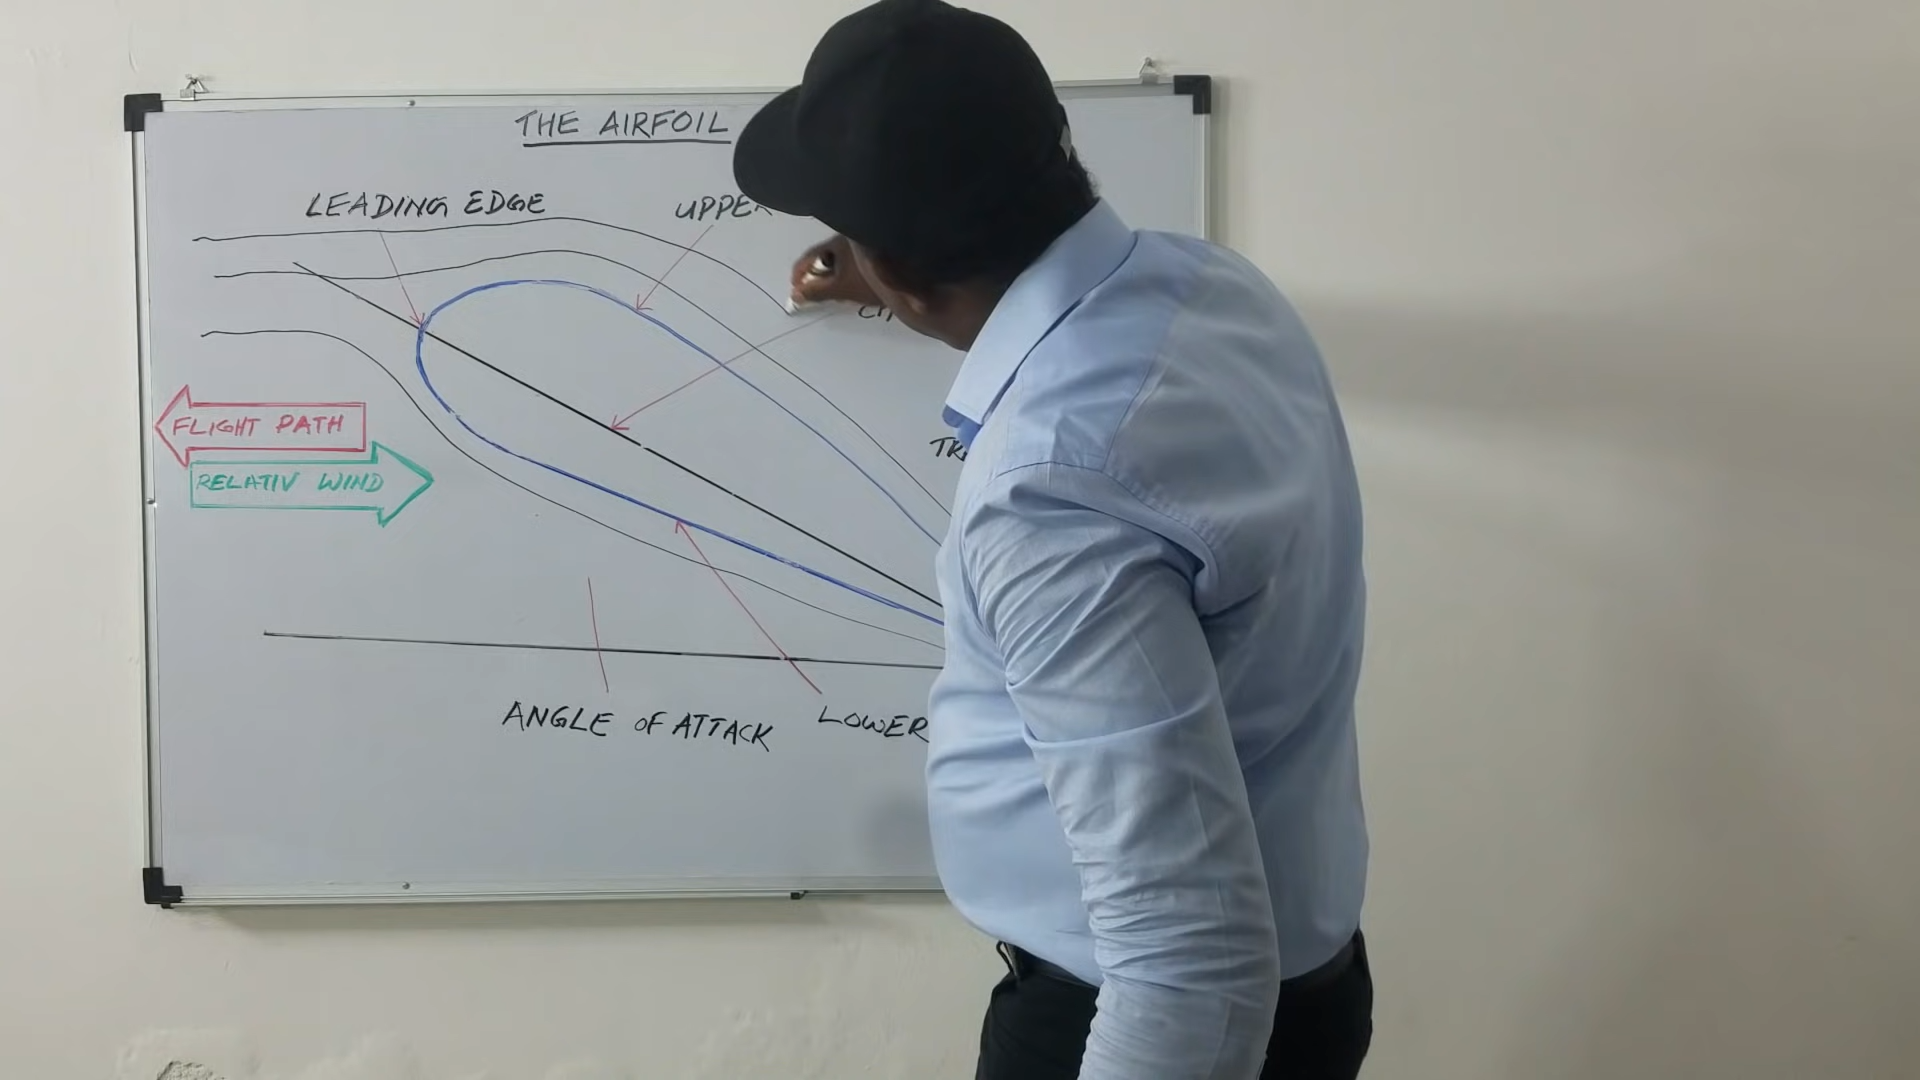 THE AIRFOIL
LEADING EDGE
UPPER
FLIGHT PATH
RELATIV WIND
ANGLE OF ATTACK
LOWER